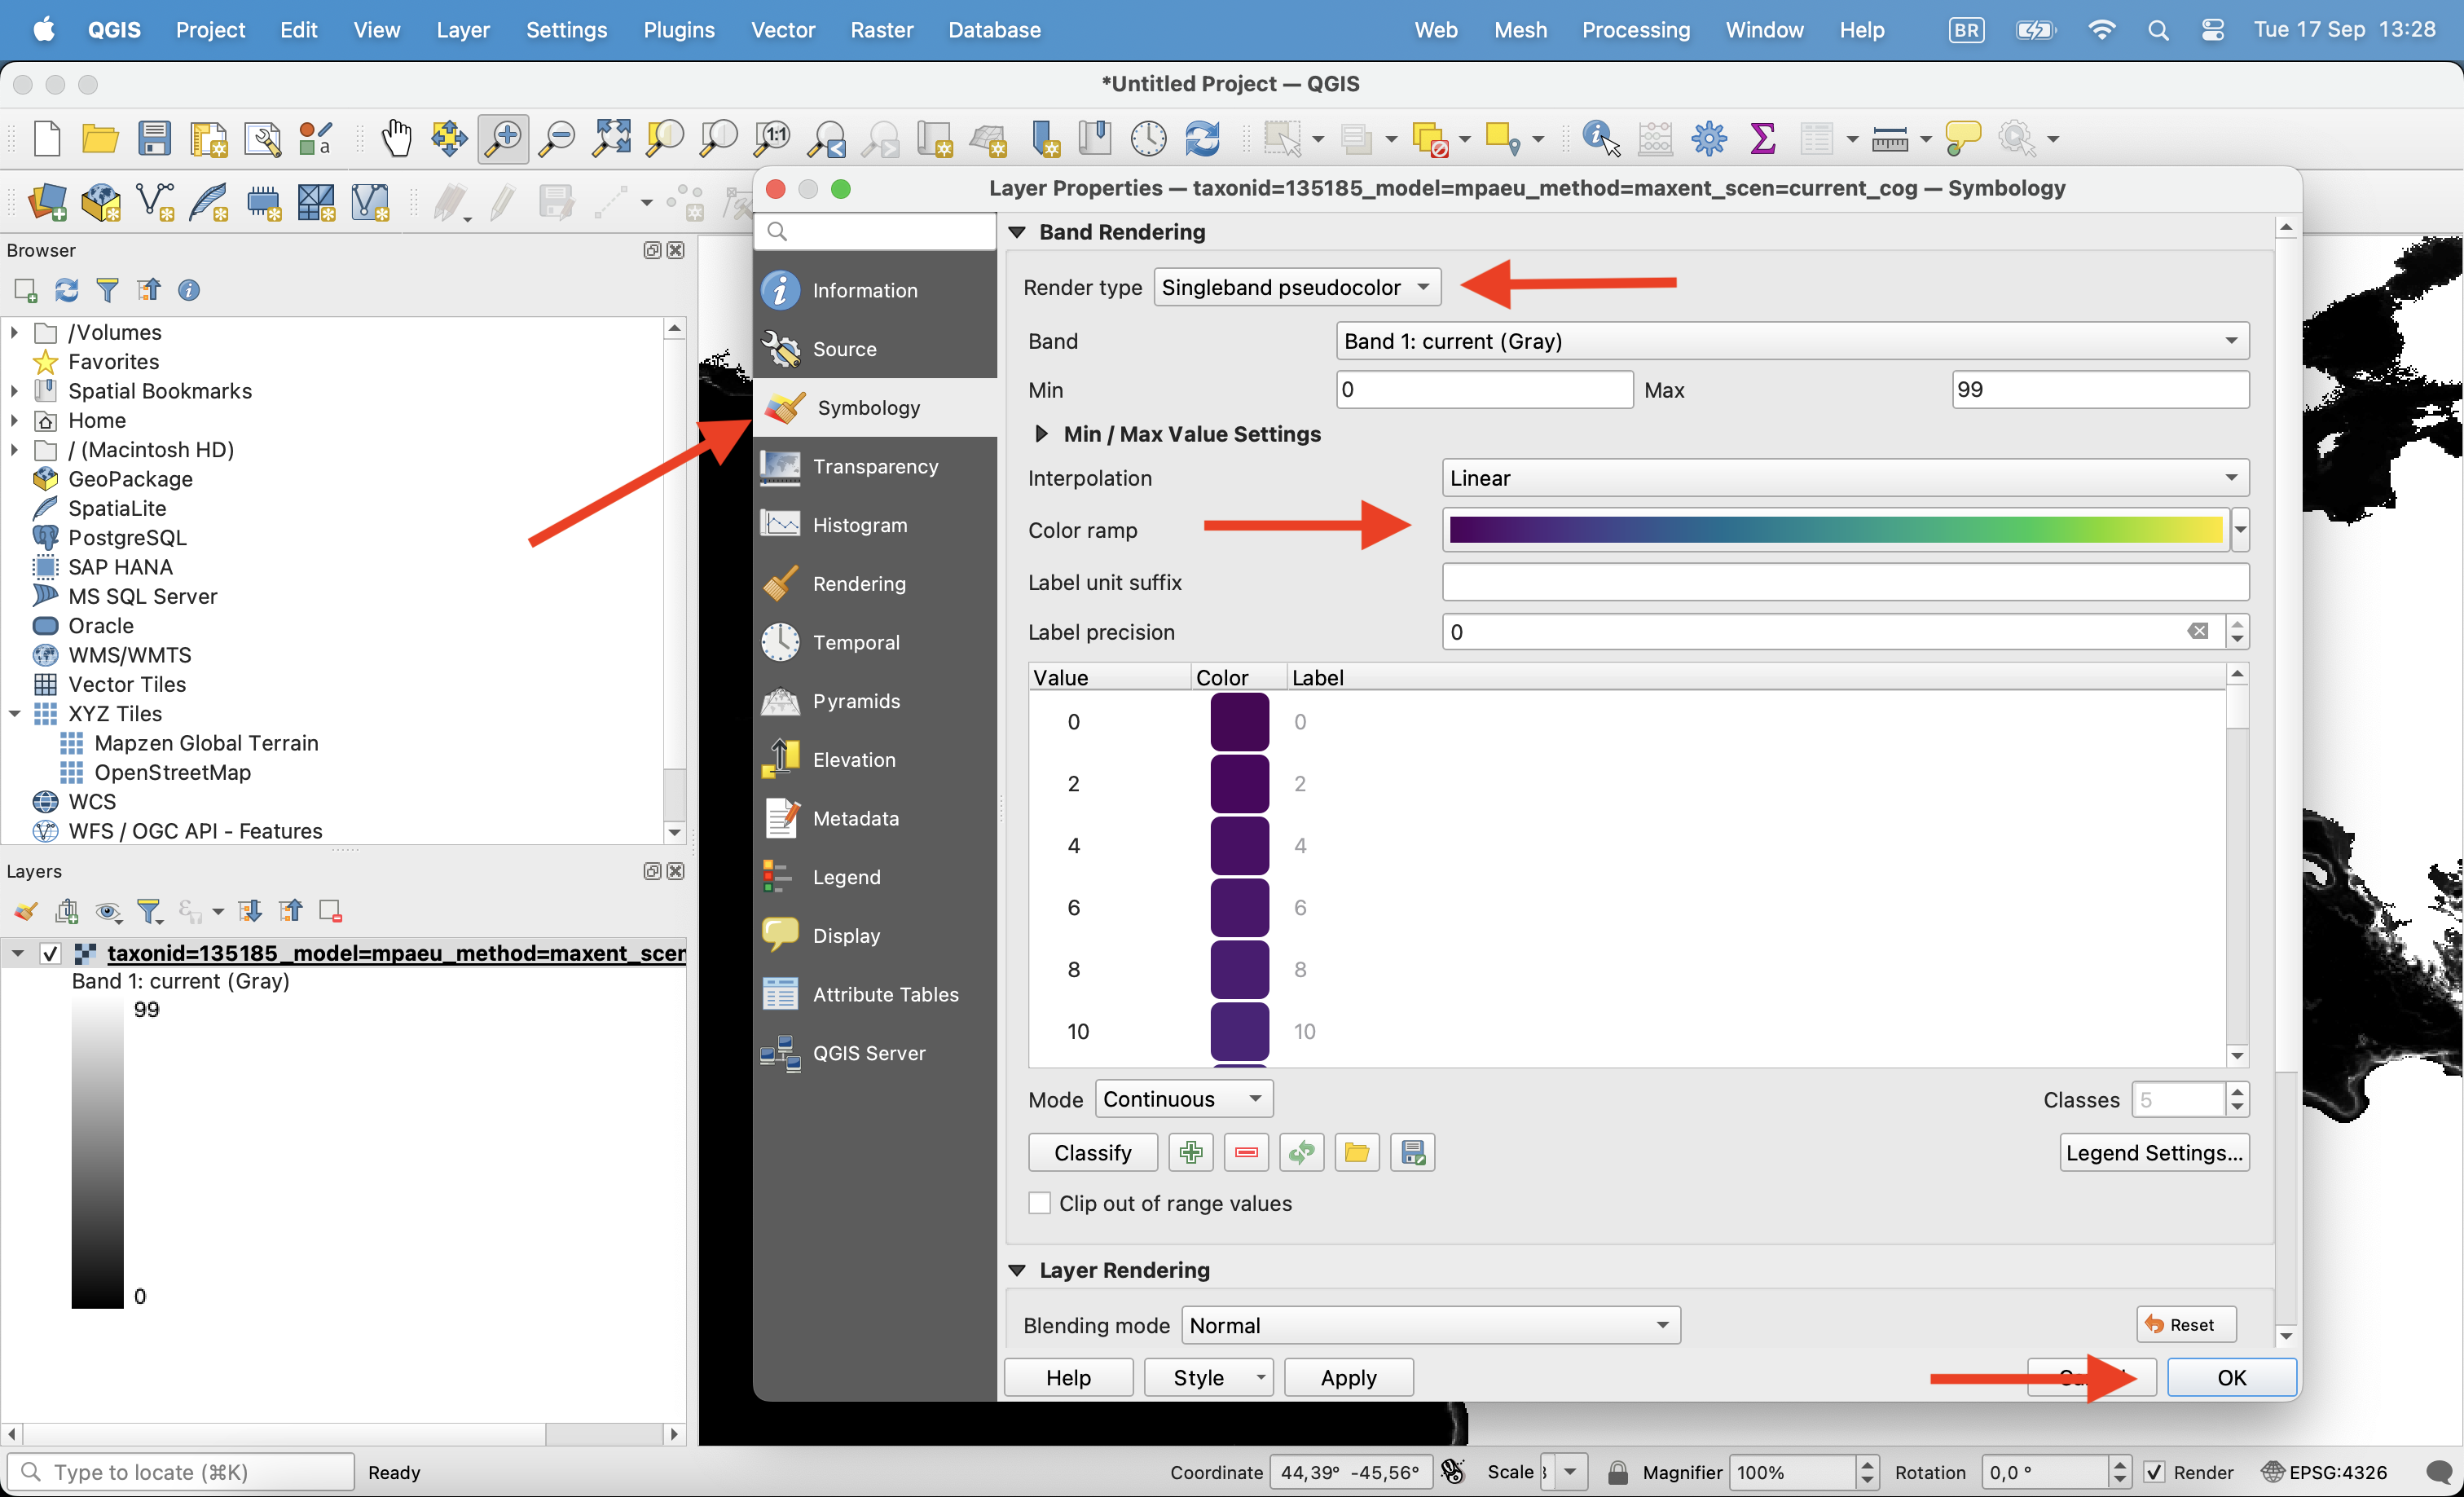 QGIS Project Edit View Layer Settings Plugins Vector Raster Database Web Mesh Processing Window Help BR Tue 17 Sep 13:28
*Untitled Project — QGIS
Layer Properties — taxonid=135185_model=mpaeu_method=maxent_scen=current_cog — Symbology
Browser
/Volumes
Favorites
Spatial Bookmarks
Home
/ (Macintosh HD)
GeoPackage
SpatiaLite
PostgreSQL
SAP HANA
MS SQL Server
Oracle
WMS/WMTS
Vector Tiles
XYZ Tiles
Mapzen Global Terrain
OpenStreetMap
WCS
WFS / OGC API - Features
Layers
taxonid=135185_model=mpaeu_method=maxent_scen
Band 1: current (Gray)
99
0
Information
Source
Symbology
Transparency
Histogram
Rendering
Temporal
Pyramids
Elevation
Metadata
Legend
Display
Attribute Tables
QGIS Server
Band Rendering
Render type Singleband pseudocolor
Band Band 1: current (Gray)
Min 0 Max 99
Min / Max Value Settings
Interpolation Linear
Color ramp
Label unit suffix
Label precision 0
Value Color Label
0 0
2 2
4 4
6 6
8 8
10 10
Mode Continuous Classes 5
Classify Legend Settings...
Clip out of range values
Layer Rendering
Blending mode Normal Reset
Help Style Apply OK
Type to locate (⌘K) Ready Coordinate 44,39° -45,56° Scale Magnifier 100% Rotation 0,0 ° Render EPSG:4326